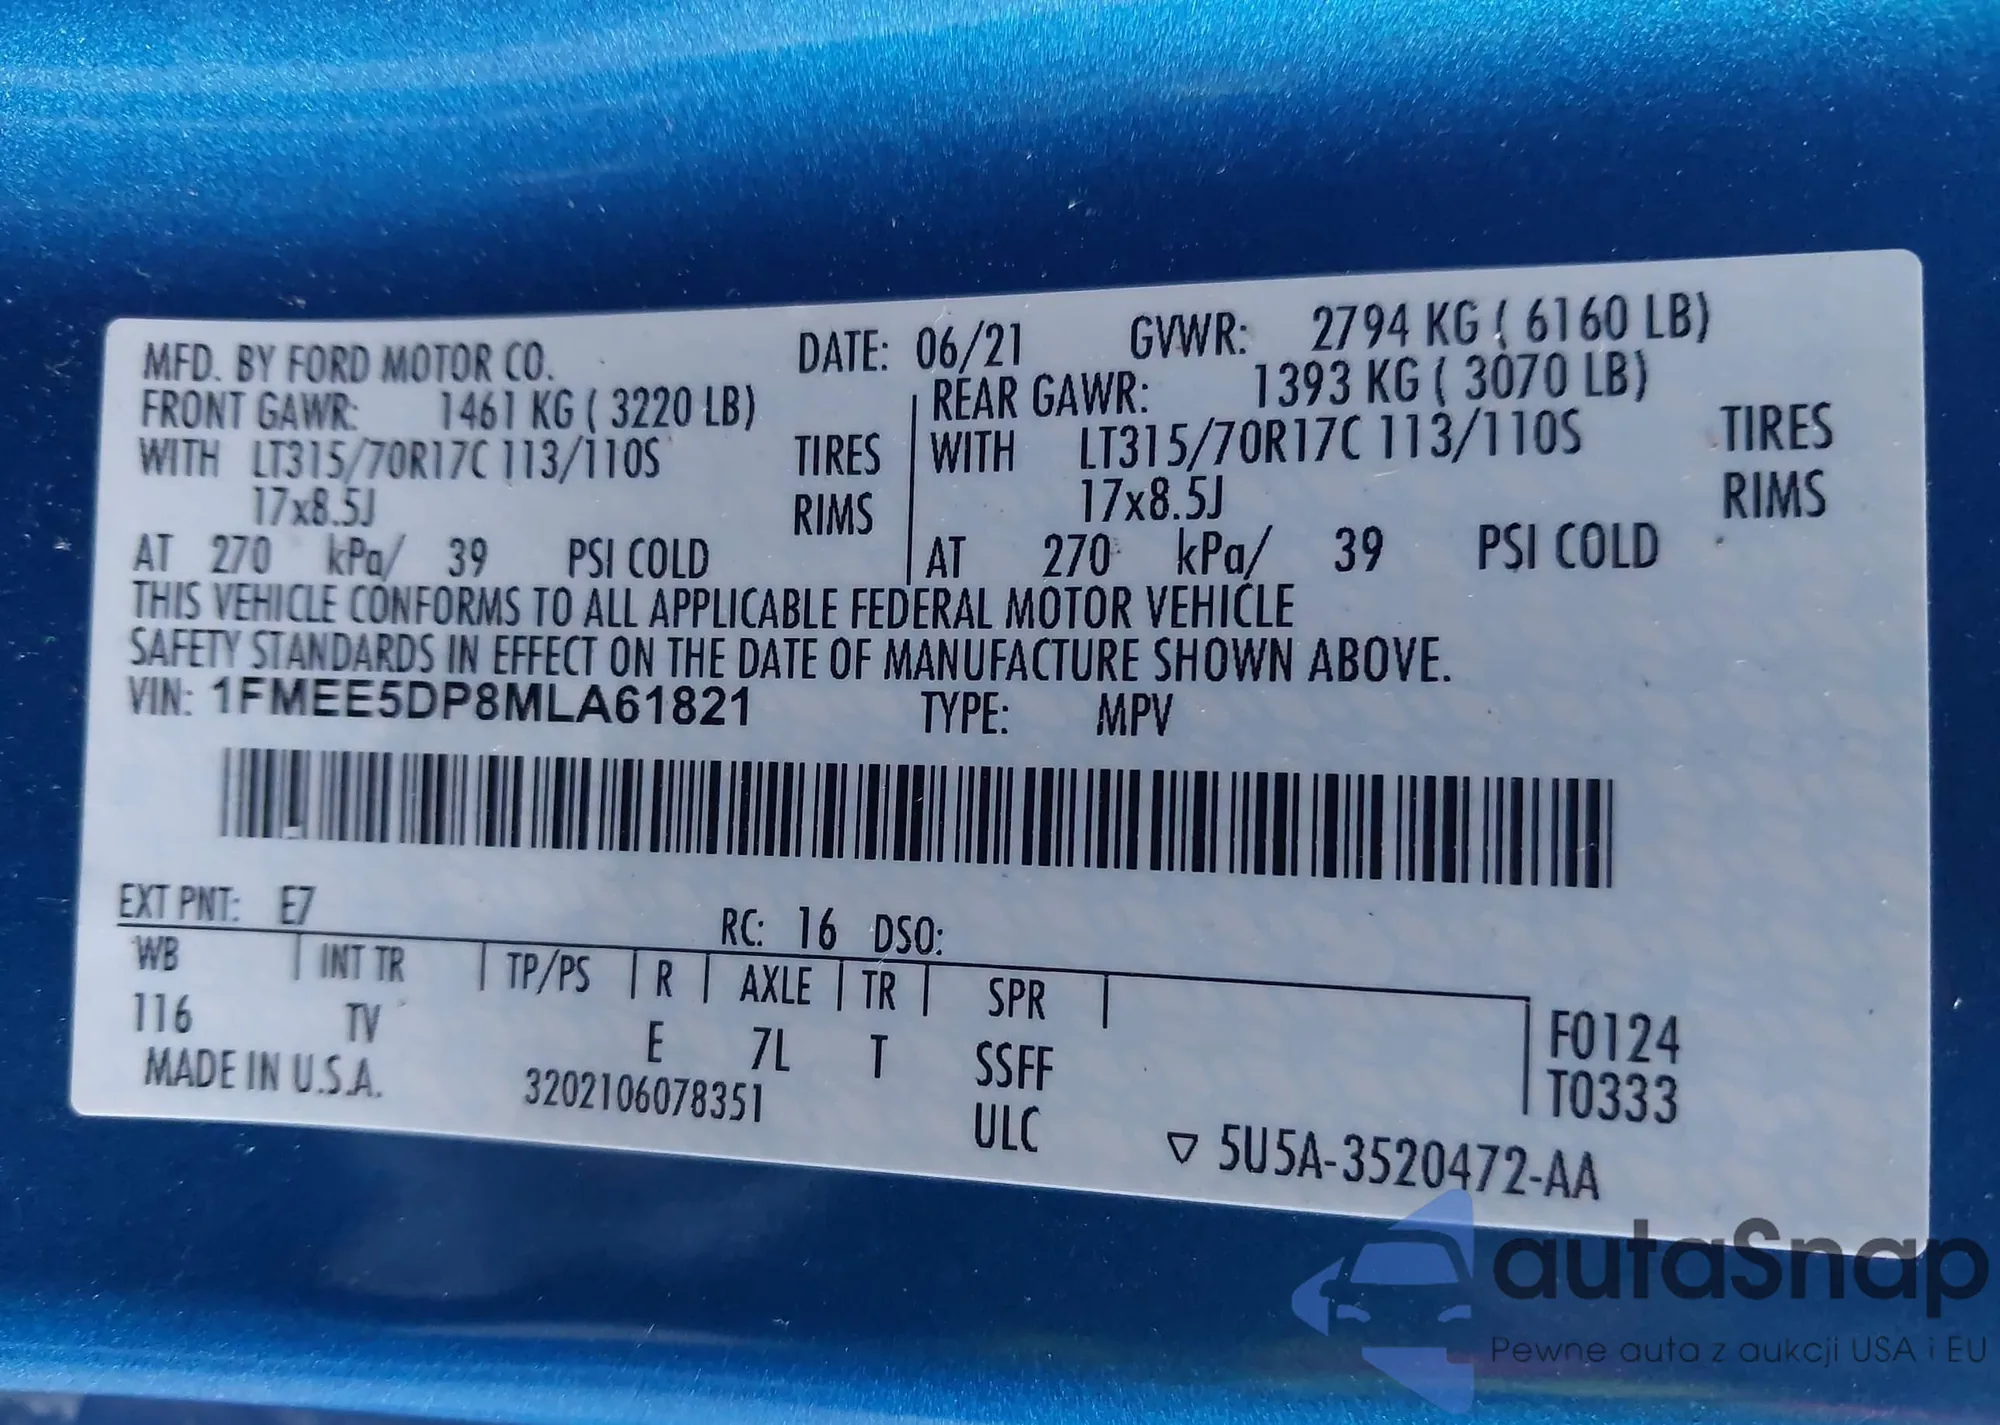 MFD. BY FORD MOTOR CO. DATE: 06/21 GVWR: 2794 KG ( 6160 LB)
FRONT GAWR: 1461 KG ( 3220 LB) REAR GAWR: 1393 KG ( 3070 LB)
WITH LT315/70R17C 113/110S TIRES WITH LT315/70R17C 113/110S TIRES
17x8.5J RIMS 17x8.5J RIMS
AT 270 kPa/ 39 PSI COLD AT 270 kPa/ 39 PSI COLD
THIS VEHICLE CONFORMS TO ALL APPLICABLE FEDERAL MOTOR VEHICLE
SAFETY STANDARDS IN EFFECT ON THE DATE OF MANUFACTURE SHOWN ABOVE.
VIN: 1FMEE5DP8MLA61821 TYPE: MPV
EXT PNT: E7 RC: 16 DSO:
WB INT TR TP/PS R AXLE TR SPR
116 TV E 7L T SSFF F0124
MADE IN U.S.A. 3202106078351 ULC T0333
▽ 5U5A-3520472-AA
autaSnap
Pewne auta z aukcji USA i EU